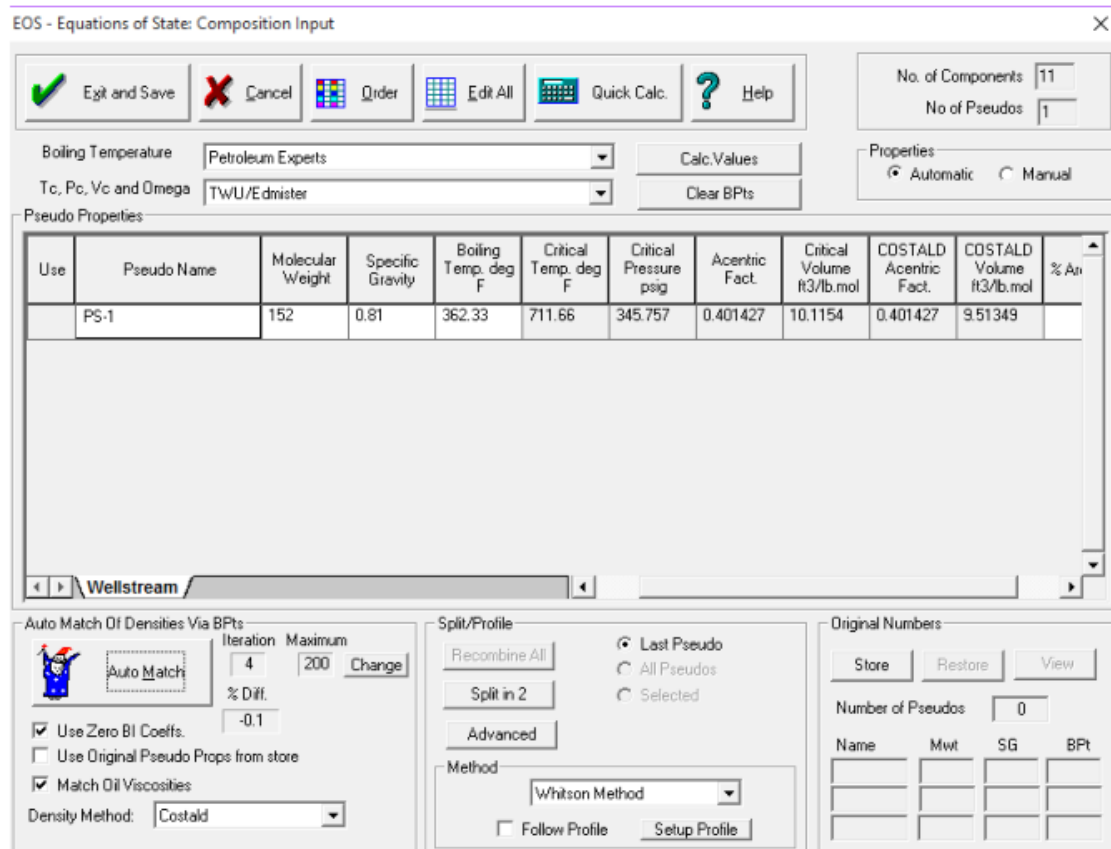 EOS - Equations of State: Composition Input
Exit and Save Cancel Order Edit All Quick Calc. Help
No. of Components 11
No of Pseudos 1
Boiling Temperature Petroleum Experts Calc.Values
Tc, Pc, Vc and Omega TWU/Edmister Clear BPts
Properties
Automatic Manual
Pseudo Properties
Use Pseudo Name Molecular Weight Specific Gravity Boiling Temp. deg F Critical Temp. deg F Critical Pressure psig Acentric Fact. Critical Volume ft3/lb.mol COSTALD Acentric Fact. COSTALD Volume ft3/lb.mol % Ar
PS-1 152 0.81 362.33 711.66 345.757 0.401427 10.1154 0.401427 9.51349
Wellstream
Auto Match Of Densities Via BPts
Auto Match
Iteration Maximum
4 200 Change
% Diff.
-0.1
Use Zero BI Coeffs.
Use Original Pseudo Props from store
Match Oil Viscosities
Density Method: Costald
Split/Profile
Recombine All
Split in 2
Advanced
Last Pseudo
All Pseudos
Selected
Method
Whitson Method
Follow Profile Setup Profile
Original Numbers
Store Restore View
Number of Pseudos 0
Name Mwt SG BPt